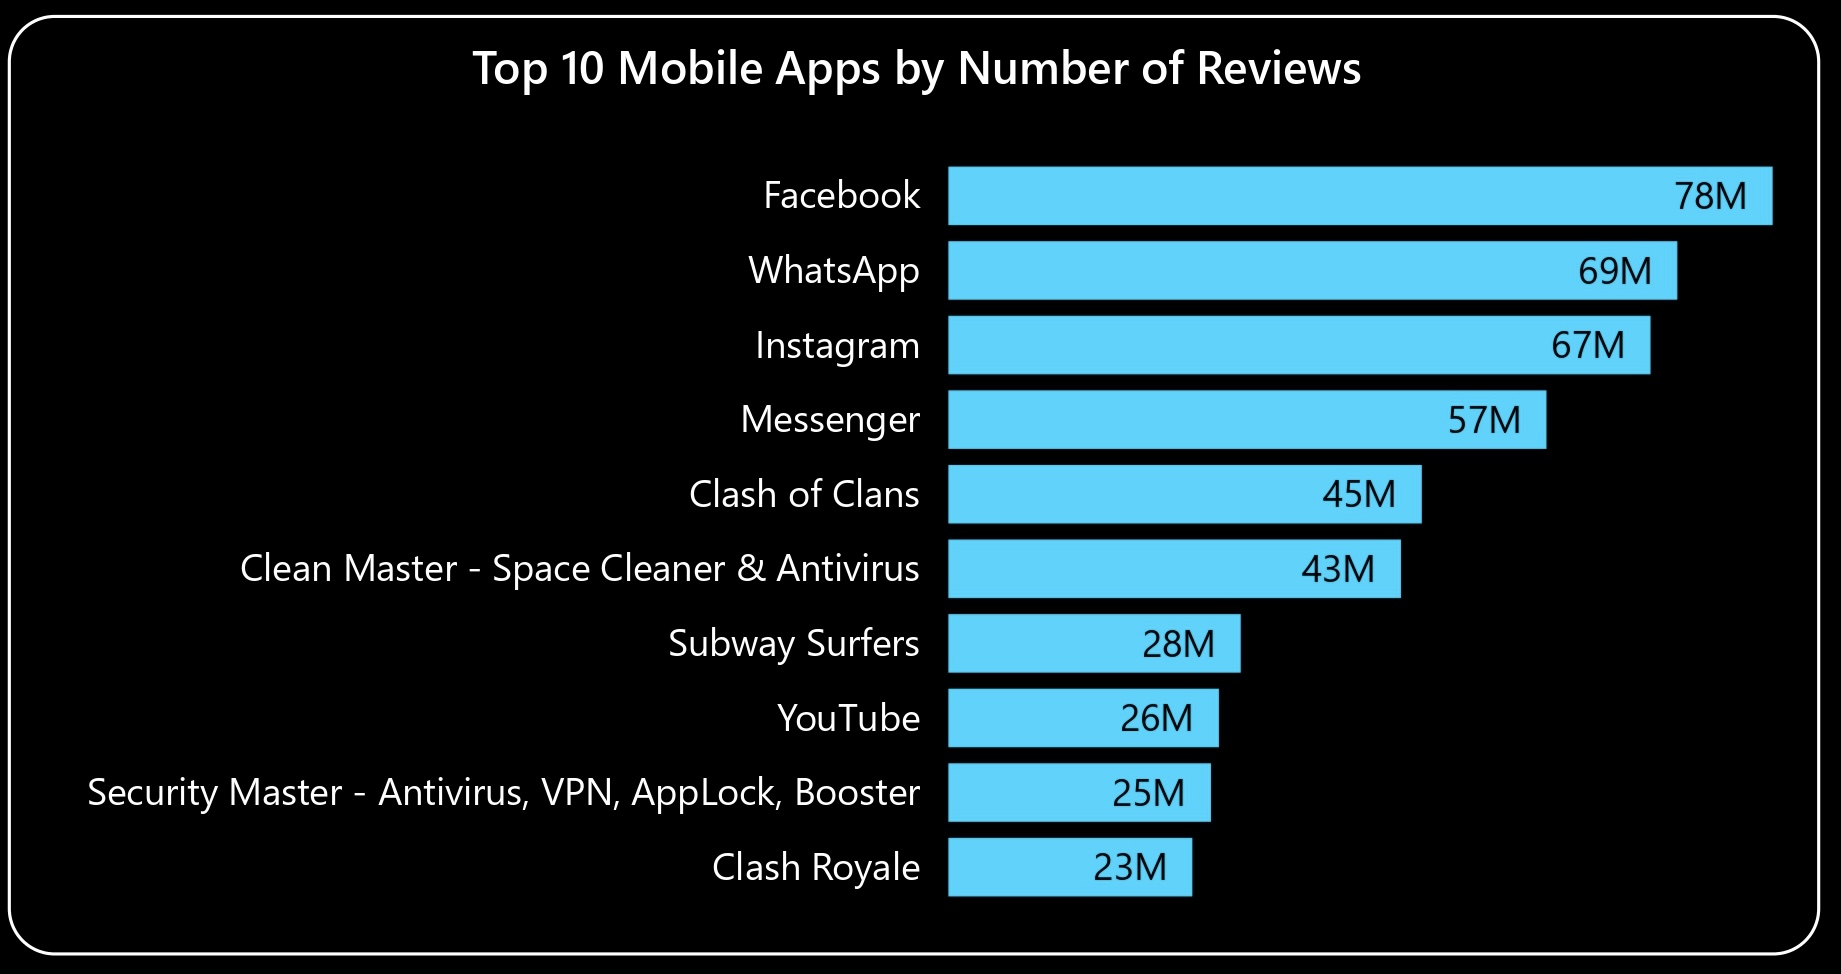 Top 10 Mobile Apps by Number of Reviews
Facebook 78M
WhatsApp 69M
Instagram 67M
Messenger 57M
Clash of Clans 45M
Clean Master - Space Cleaner & Antivirus 43M
Subway Surfers 28M
YouTube 26M
Security Master - Antivirus, VPN, AppLock, Booster 25M
Clash Royale 23M